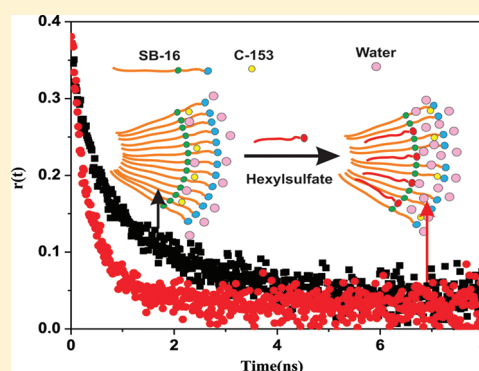 0.4
0.3
0.2
0.1
0.0
r(t)
SB-16 C-153 Water
Hexylsulfate
0 2 4 6
Time(ns)